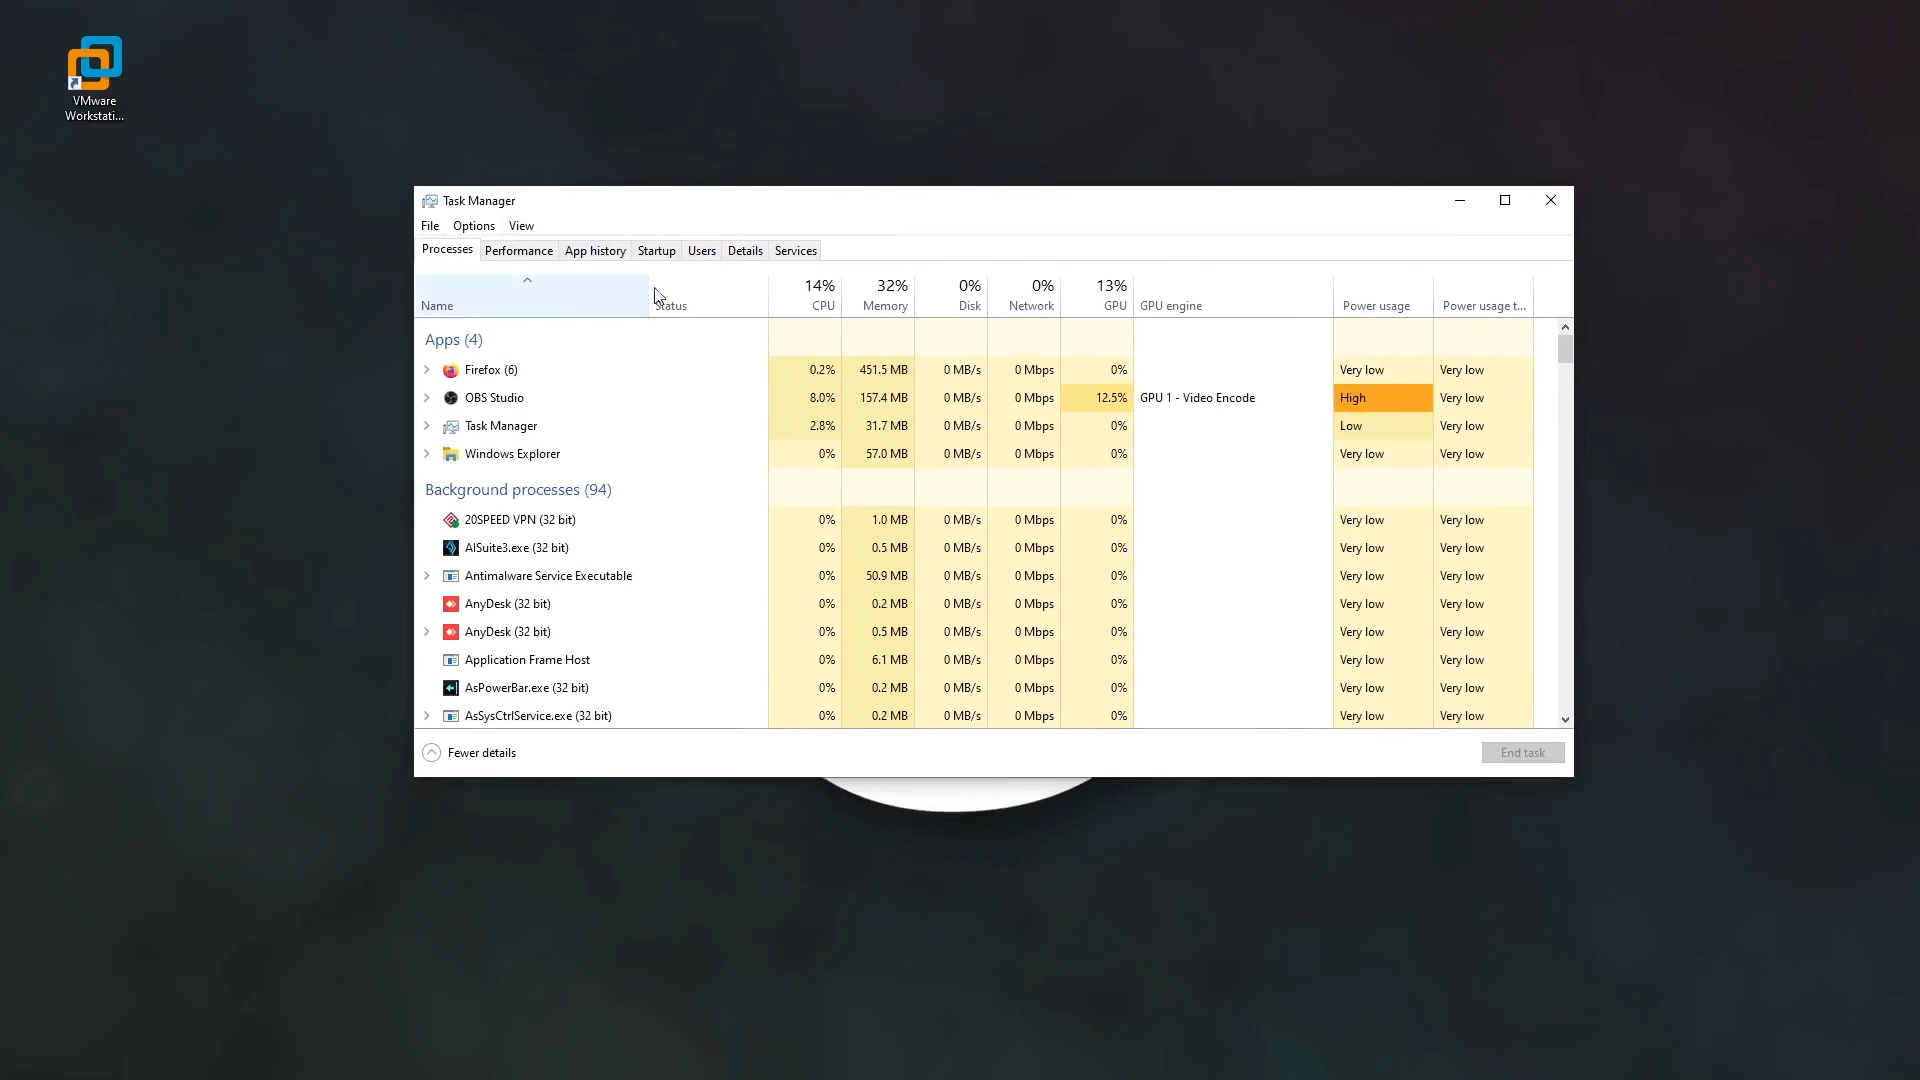 VMware
Workstati...
Task Manager
File Options View
Processes Performance App history Startup Users Details Services
14% 32% 0% 0% 13%
Name Status CPU Memory Disk Network GPU GPU engine Power usage Power usage t...
Apps (4)
Firefox (6) 0.2% 451.5 MB 0 MB/s 0 Mbps 0% Very low Very low
OBS Studio 8.0% 157.4 MB 0 MB/s 0 Mbps 12.5% GPU 1 - Video Encode High Very low
Task Manager 2.8% 31.7 MB 0 MB/s 0 Mbps 0% Low Very low
Windows Explorer 0% 57.0 MB 0 MB/s 0 Mbps 0% Very low Very low
Background processes (94)
20SPEED VPN (32 bit) 0% 1.0 MB 0 MB/s 0 Mbps 0% Very low Very low
AISuite3.exe (32 bit) 0% 0.5 MB 0 MB/s 0 Mbps 0% Very low Very low
Antimalware Service Executable 0% 50.9 MB 0 MB/s 0 Mbps 0% Very low Very low
AnyDesk (32 bit) 0% 0.2 MB 0 MB/s 0 Mbps 0% Very low Very low
AnyDesk (32 bit) 0% 0.5 MB 0 MB/s 0 Mbps 0% Very low Very low
Application Frame Host 0% 6.1 MB 0 MB/s 0 Mbps 0% Very low Very low
AsPowerBar.exe (32 bit) 0% 0.2 MB 0 MB/s 0 Mbps 0% Very low Very low
AsSysCtrlService.exe (32 bit) 0% 0.2 MB 0 MB/s 0 Mbps 0% Very low Very low
Fewer details End task